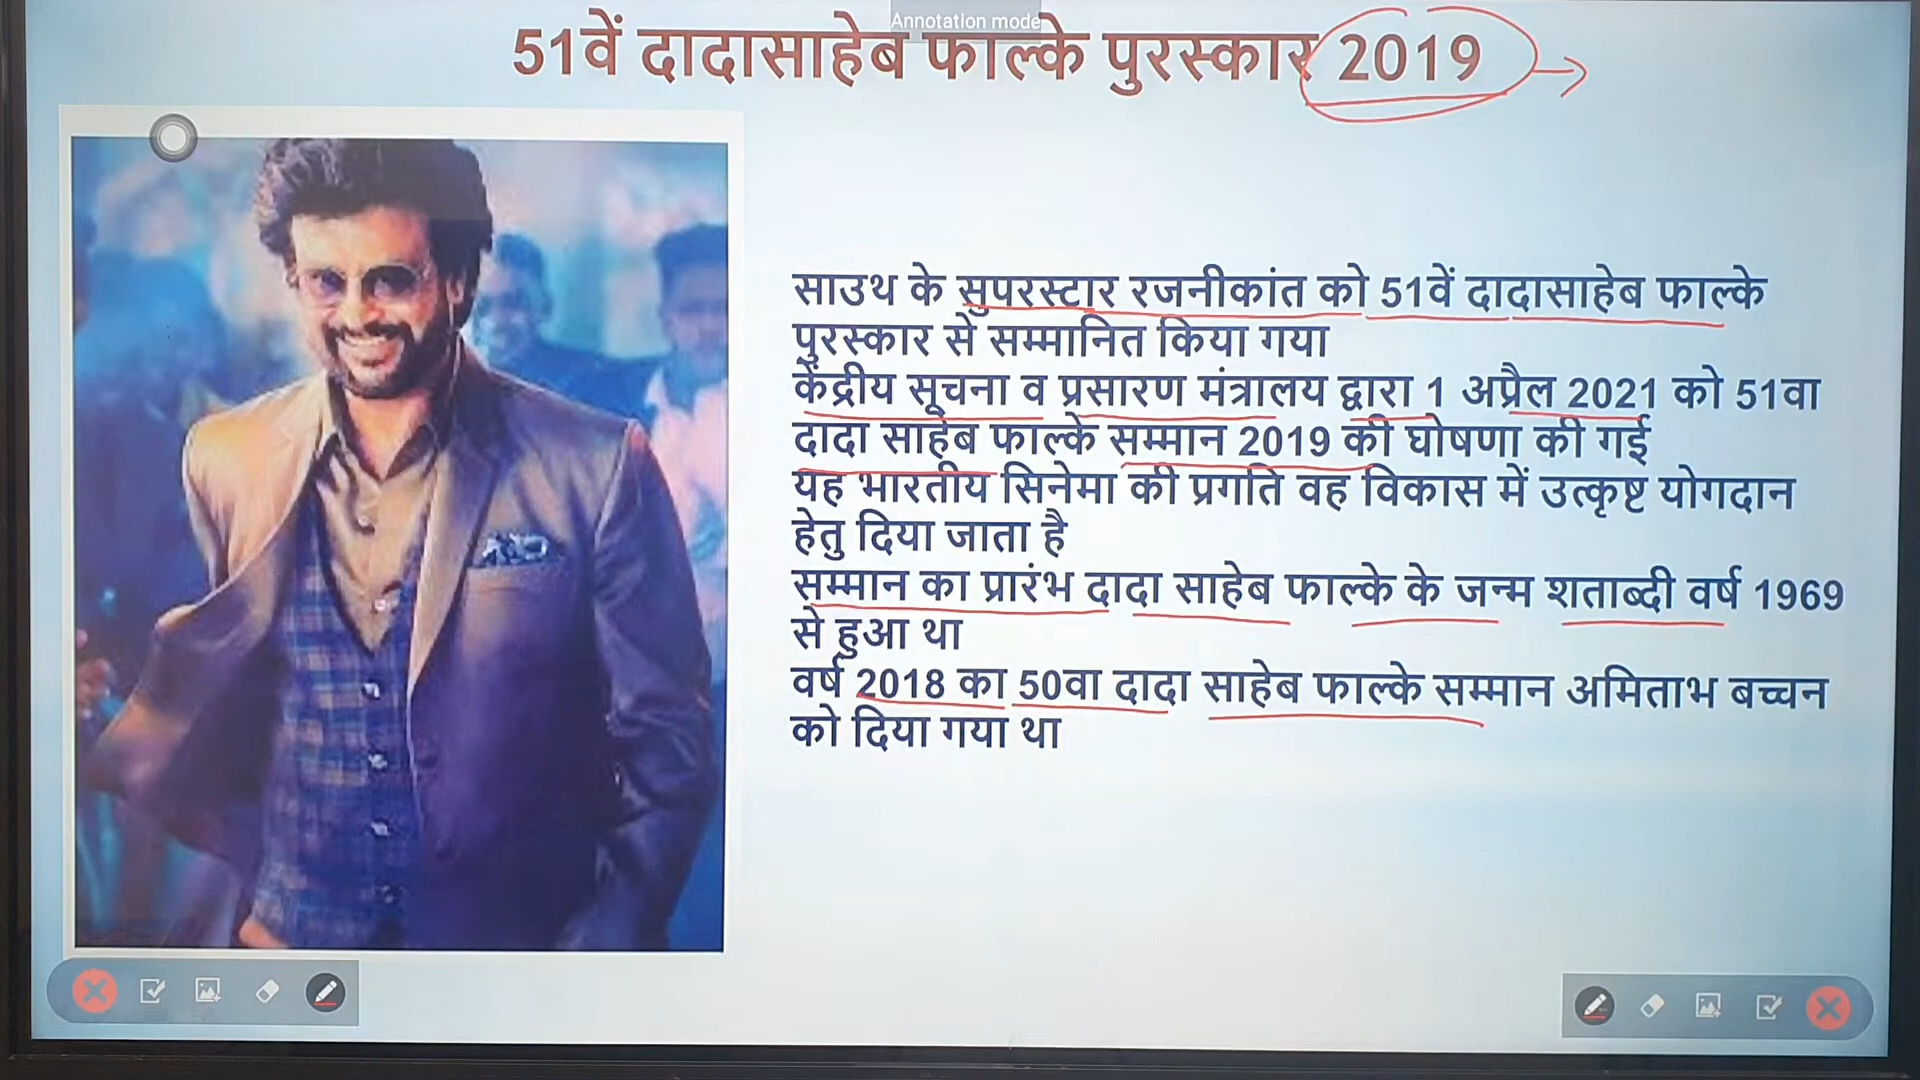 Annotation mode
51वें दादासाहेब फाल्के पुरस्कार 2019
साउथ के सुपरस्टार रजनीकांत को 51वें दादासाहेब फाल्के
पुरस्कार से सम्मानित किया गया
केंद्रीय सूचना व प्रसारण मंत्रालय द्वारा 1 अप्रैल 2021 को 51वा
दादा साहेब फाल्के सम्मान 2019 की घोषणा की गई
यह भारतीय सिनेमा की प्रगति वह विकास में उत्कृष्ट योगदान
हेतु दिया जाता है
सम्मान का प्रारंभ दादा साहेब फाल्के के जन्म शताब्दी वर्ष 1969
से हुआ था
वर्ष 2018 का 50वा दादा साहेब फाल्के सम्मान अमिताभ बच्चन
को दिया गया था